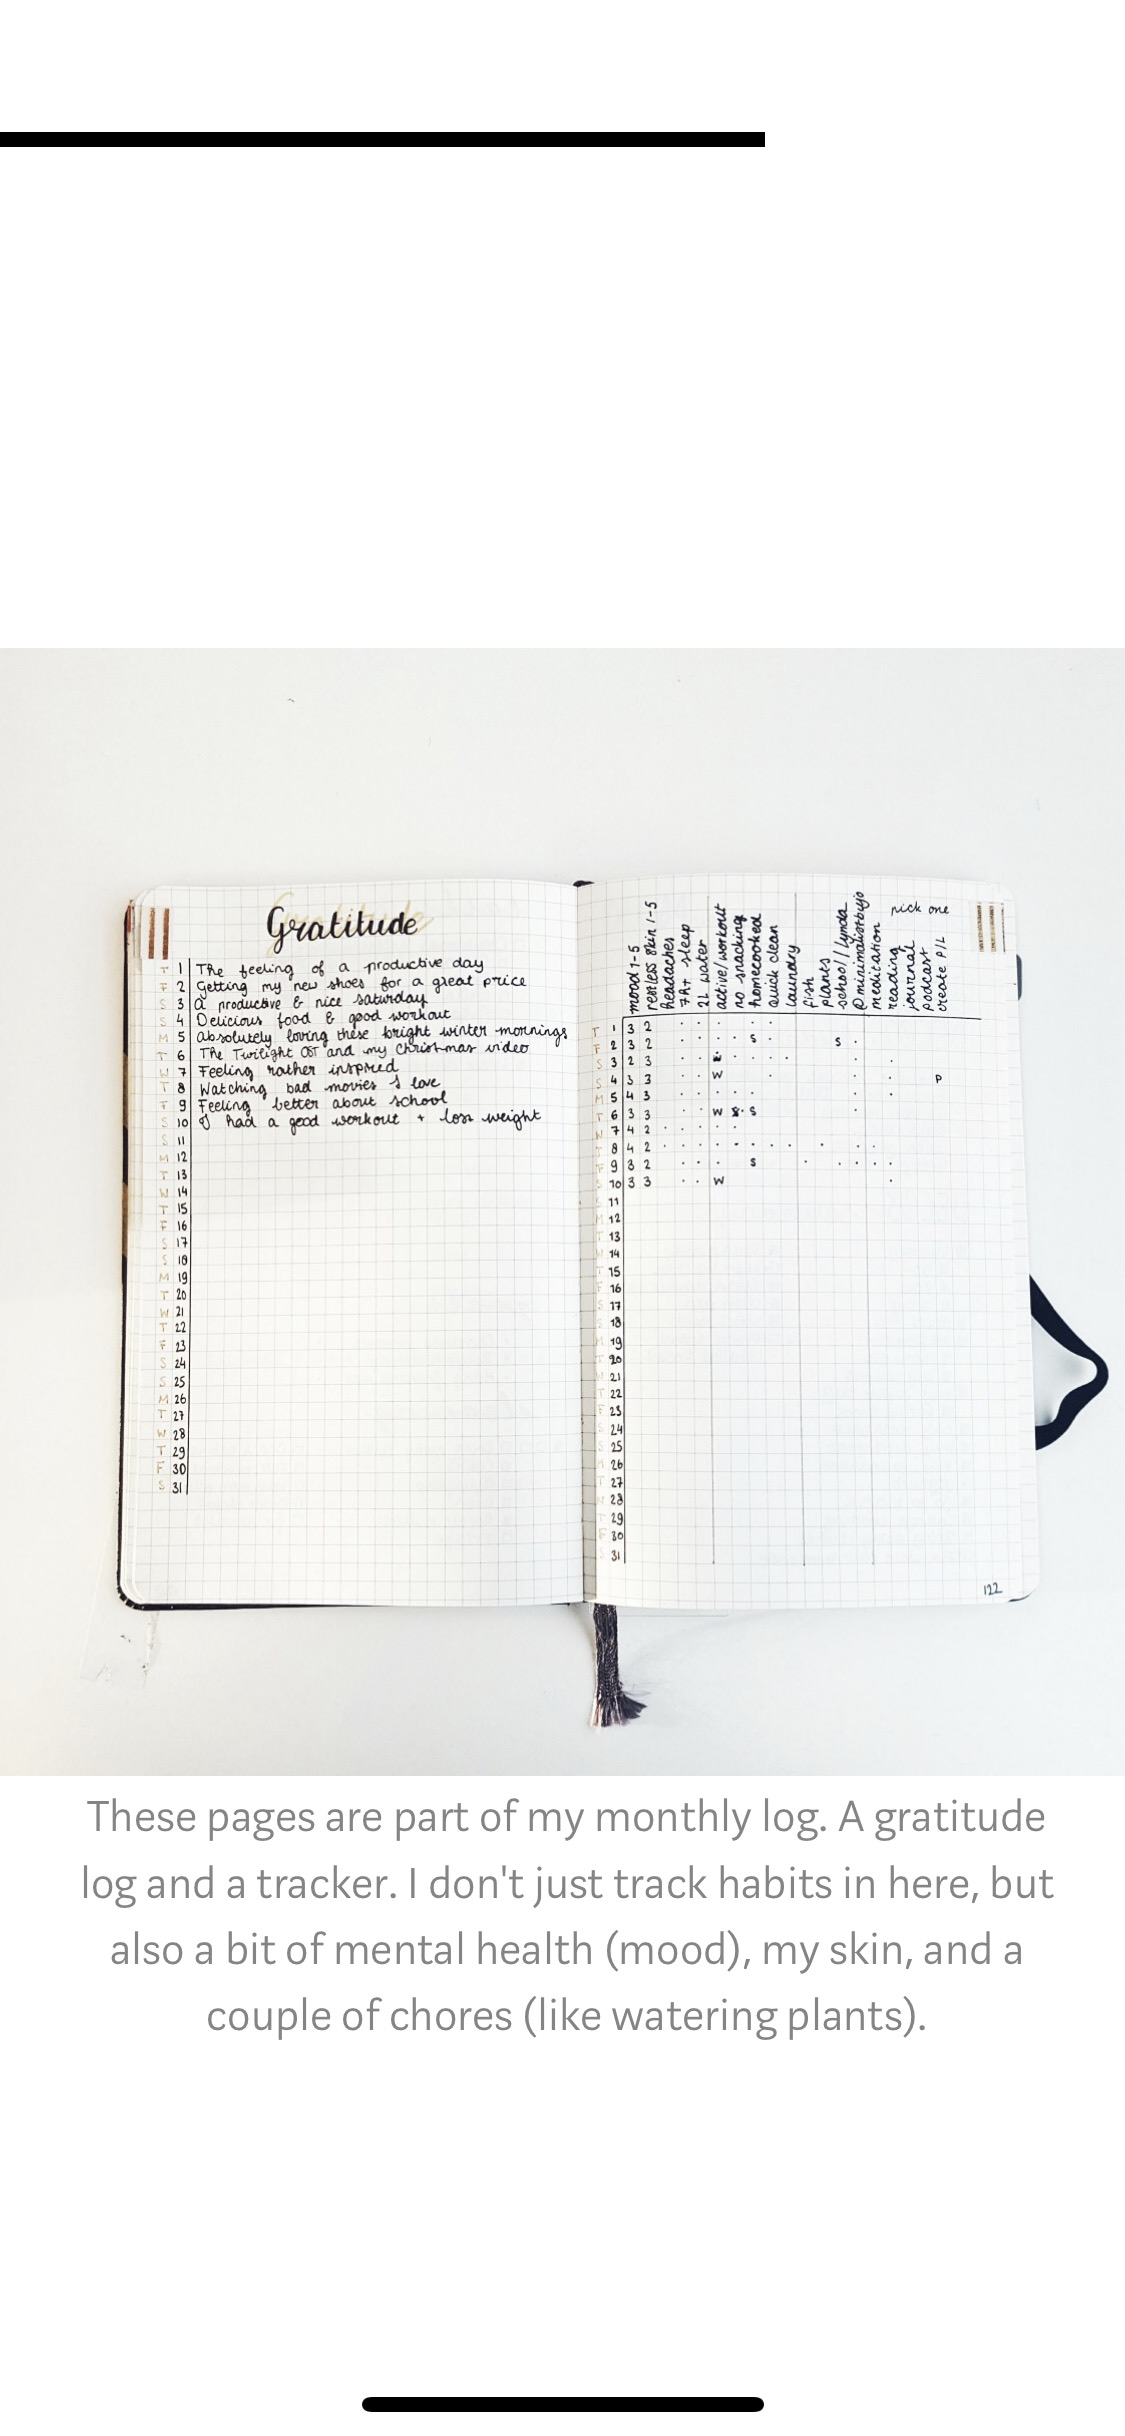 Gratitude
T 1 The feeling of a productive day
F 2 Getting my new shoes for a great price
S 3 A productive & nice saturday
S 4 Delicious food & good workout
M 5 Absolutely loving these bright winter mornings
T 6 The Twilight OST and my Christmas video
W 7 Feeling rather inspired
T 8 Watching bad movies I love
F 9 Feeling better about school
S 10 I had a good workout + loss weight
S 11
M 12
T 13
W 14
T 15
F 16
S 17
S 18
M 19
T 20
W 21
T 22
F 23
S 24
S 25
M 26
T 27
W 28
T 29
F 30
S 31
mood 1-5
restless skin 1-5
headaches
7h+ sleep
2L water
active/workout
no snacking
homecooked
quick clean
laundry
fish
plants
school//lynda
@minimalistbujo
meditation
pick one
reading
journal
podcast
create P/L
T 1 3 2
F 2 3 2 S S
S 3 2 3
S 4 3 3 W P
M 5 4 3
T 6 3 3 W S
W 7 4 2
T 8 4 2
F 9 3 2 S
S 10 3 3 W
11
M 12
T 13
W 14
T 15
F 16
S 17
S 18
M 19
T 20
W 21
T 22
F 23
S 24
S 25
M 26
T 27
W 28
T 29
F 30
S 31
122
These pages are part of my monthly log. A gratitude
log and a tracker. I don't just track habits in here, but
also a bit of mental health (mood), my skin, and a
couple of chores (like watering plants).